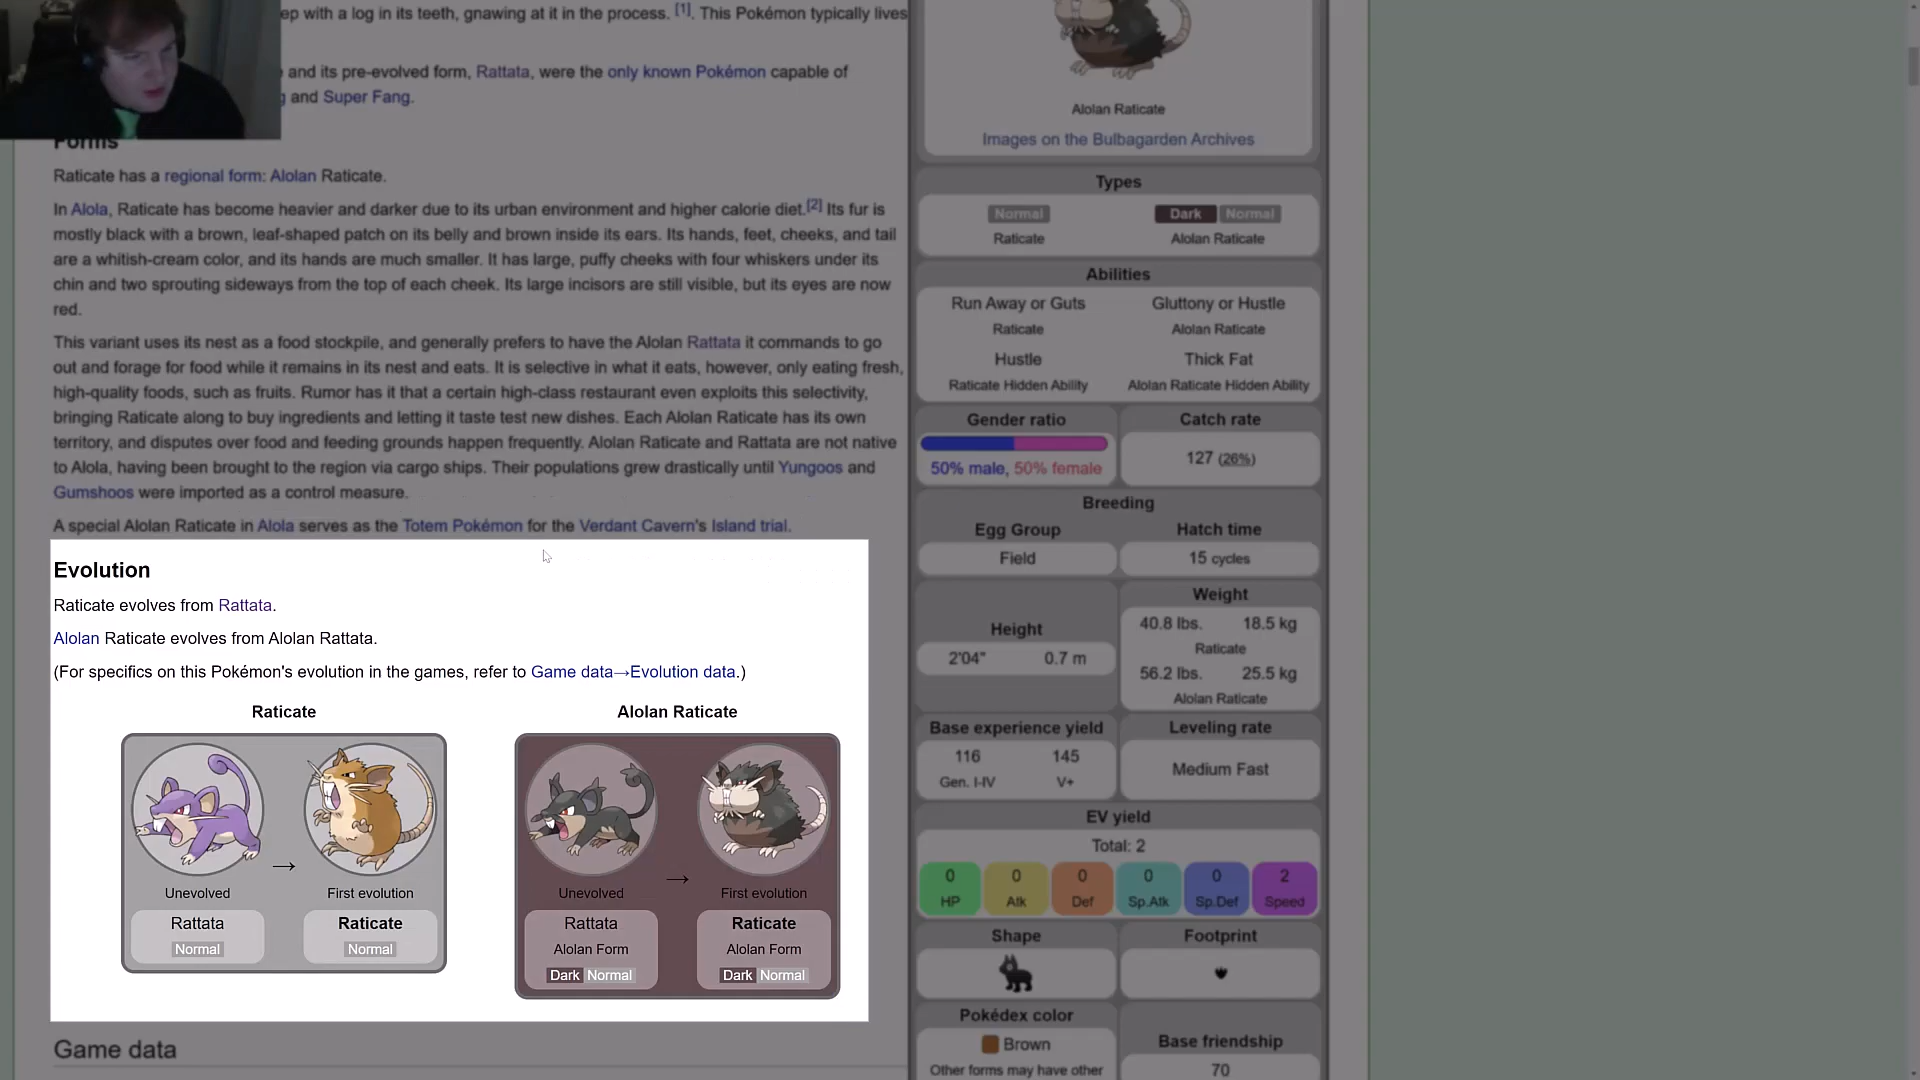 ep with a log in its teeth, gnawing at it in the process. [1]. This Pokémon typically lives
and its pre-evolved form, Rattata, were the only known Pokémon capable of
g and Super Fang.
Forms
Raticate has a regional form: Alolan Raticate.
In Alola, Raticate has become heavier and darker due to its urban environment and higher calorie diet.[2] Its fur is
mostly black with a brown, leaf-shaped patch on its belly and brown inside its ears. Its hands, feet, cheeks, and tail
are a whitish-cream color, and its hands are much smaller. It has large, puffy cheeks with four whiskers under its
chin and two sprouting sideways from the top of each cheek. Its large incisors are still visible, but its eyes are now
red.
This variant uses its nest as a food stockpile, and generally prefers to have the Alolan Rattata it commands to go
out and forage for food while it remains in its nest and eats. It is selective in what it eats, however, only eating fresh,
high-quality foods, such as fruits. Rumor has it that a certain high-class restaurant even exploits this selectivity,
bringing Raticate along to buy ingredients and letting it taste test new dishes. Each Alolan Raticate has its own
territory, and disputes over food and feeding grounds happen frequently. Alolan Raticate and Rattata are not native
to Alola, having been brought to the region via cargo ships. Their populations grew drastically until Yungoos and
Gumshoos were imported as a control measure.
A special Alolan Raticate in Alola serves as the Totem Pokémon for the Verdant Cavern's Island trial.
Evolution
Raticate evolves from Rattata.
Alolan Raticate evolves from Alolan Rattata.
(For specifics on this Pokémon's evolution in the games, refer to Game data→Evolution data.)
Raticate
Unevolved → First evolution
Rattata Raticate
Normal Normal
Alolan Raticate
Unevolved → First evolution
Rattata Raticate
Alolan Form Alolan Form
Dark Normal Dark Normal
Game data
Alolan Raticate
Images on the Bulbagarden Archives
Types
Normal Dark Normal
Raticate Alolan Raticate
Abilities
Run Away or Guts Gluttony or Hustle
Raticate Alolan Raticate
Hustle Thick Fat
Raticate Hidden Ability Alolan Raticate Hidden Ability
Gender ratio Catch rate
50% male, 50% female 127 (26%)
Breeding
Egg Group Hatch time
Field 15 cycles
Height
2'04" 0.7 m
Weight
40.8 lbs. 18.5 kg
Raticate
56.2 lbs. 25.5 kg
Alolan Raticate
Base experience yield Leveling rate
116 145 Medium Fast
Gen. I-IV V+
EV yield
Total: 2
0 0 0 0 0 2
HP Atk Def Sp.Atk Sp.Def Speed
Shape Footprint
Pokédex color
Brown
Other forms may have other
Base friendship
70